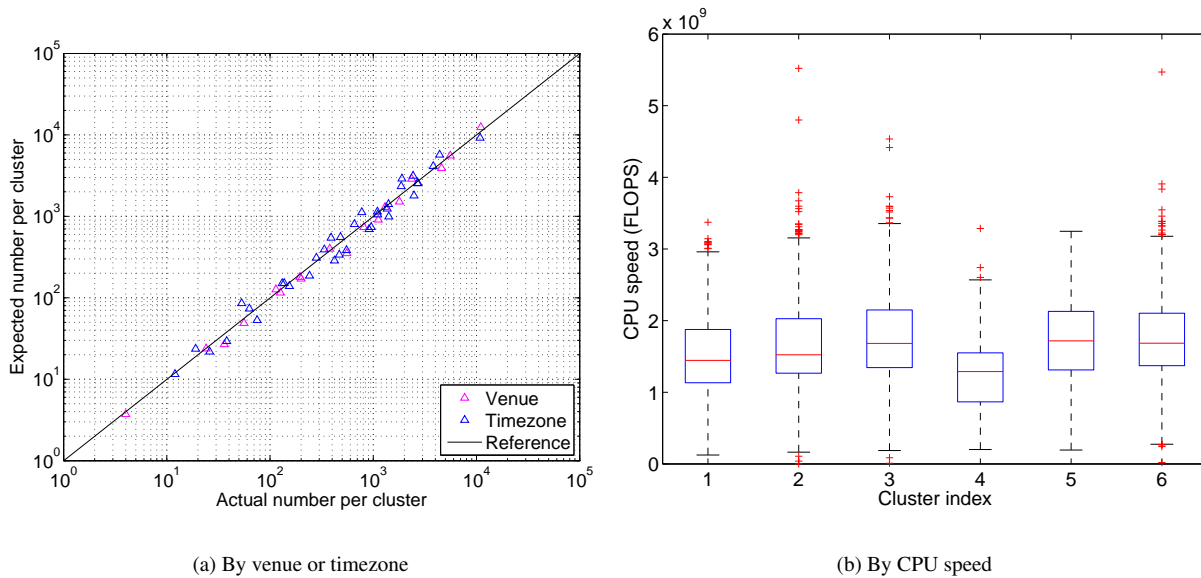 10^5
10^4
10^3
10^2
10^1
10^0
Expected number per cluster
10^0 10^1 10^2 10^3 10^4 10^5
Actual number per cluster
Venue
Timezone
Reference
(a) By venue or timezone
x 10^9
6
5
4
3
2
1
0
CPU speed (FLOPS)
1 2 3 4 5 6
Cluster index
(b) By CPU speed